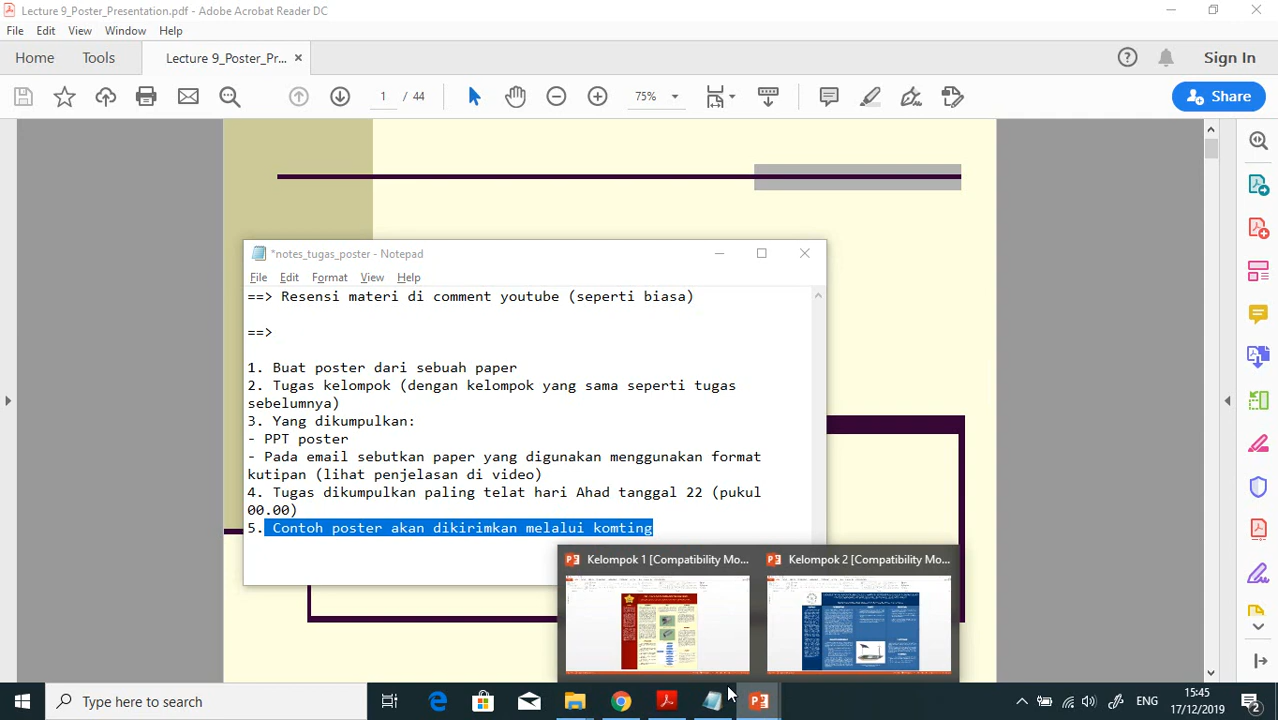 Lecture 9_Poster_Presentation.pdf - Adobe Acrobat Reader DC
File Edit View Window Help
Home Tools Lecture 9_Poster_Pr... × Sign In
1 / 44 75% Share
*notes_tugas_poster - Notepad
File Edit Format View Help
==> Resensi materi di comment youtube (seperti biasa)
==>
1. Buat poster dari sebuah paper
2. Tugas kelompok (dengan kelompok yang sama seperti tugas
sebelumnya)
3. Yang dikumpulkan:
- PPT poster
- Pada email sebutkan paper yang digunakan menggunakan format
kutipan (lihat penjelasan di video)
4. Tugas dikumpulkan paling telat hari Ahad tanggal 22 (pukul
00.00)
5. Contoh poster akan dikirimkan melalui komting
Kelompok 1 [Compatibility Mo... Kelompok 2 [Compatibility Mo...
Type here to search
ENG
15:45
17/12/2019
2